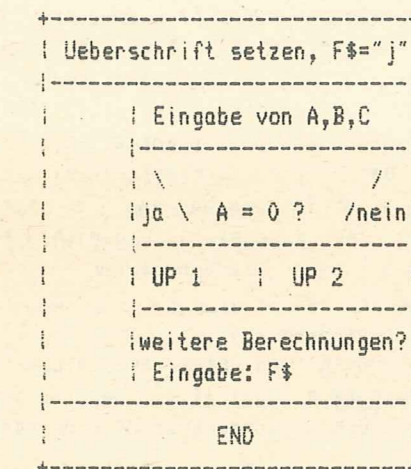 Ueberschrift setzen, F$="j"
Eingabe von A,B,C
ja \ A = 0 ? /nein
UP 1 | UP 2
weitere Berechnungen?
Eingabe: F$
END